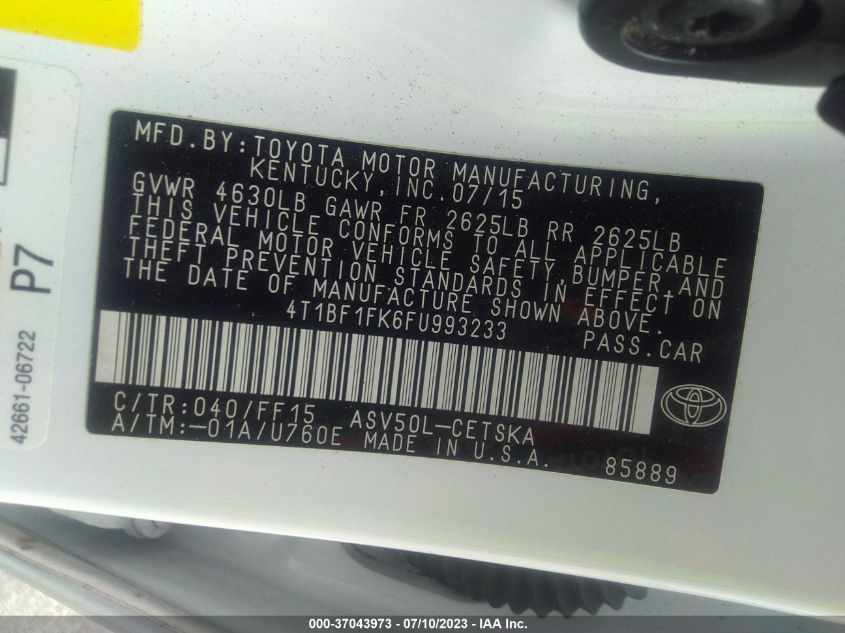 MFD.BY:TOYOTA MOTOR MANUFACTURING,
KENTUCKY,INC.07/15
GVWR 4630LB GAWR FR 2625LB RR 2625LB
THIS VEHICLE CONFORMS TO ALL APPLICABLE
FEDERAL MOTOR VEHICLE SAFETY,BUMPER,AND
THEFT PREVENTION STANDARDS IN EFFECT ON
THE DATE OF MANUFACTURE SHOWN ABOVE.
4T1BF1FK6FU993233 PASS.CAR
C/TR:040/FF15 ASV50L-CETSKA
A/TM:-01A/U760E MADE IN U.S.A. 85889
P7
42661-06722
000-37043973 - 07/10/2023 - IAA Inc.